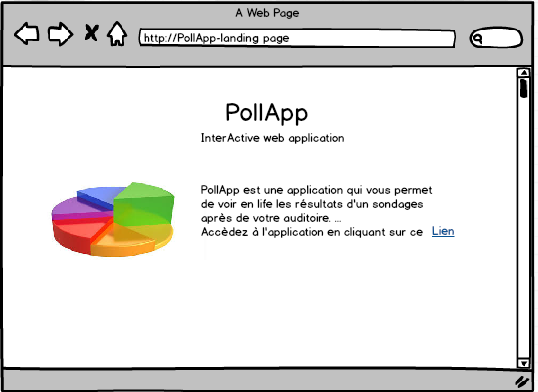 A Web Page
http://PollApp-landing page
PollApp
InterActive web application
PollApp est une application qui vous permet
de voir en life les résultats d'un sondages
après de votre auditoire. ...
Accèdez à l'application en cliquant sur ce Lien